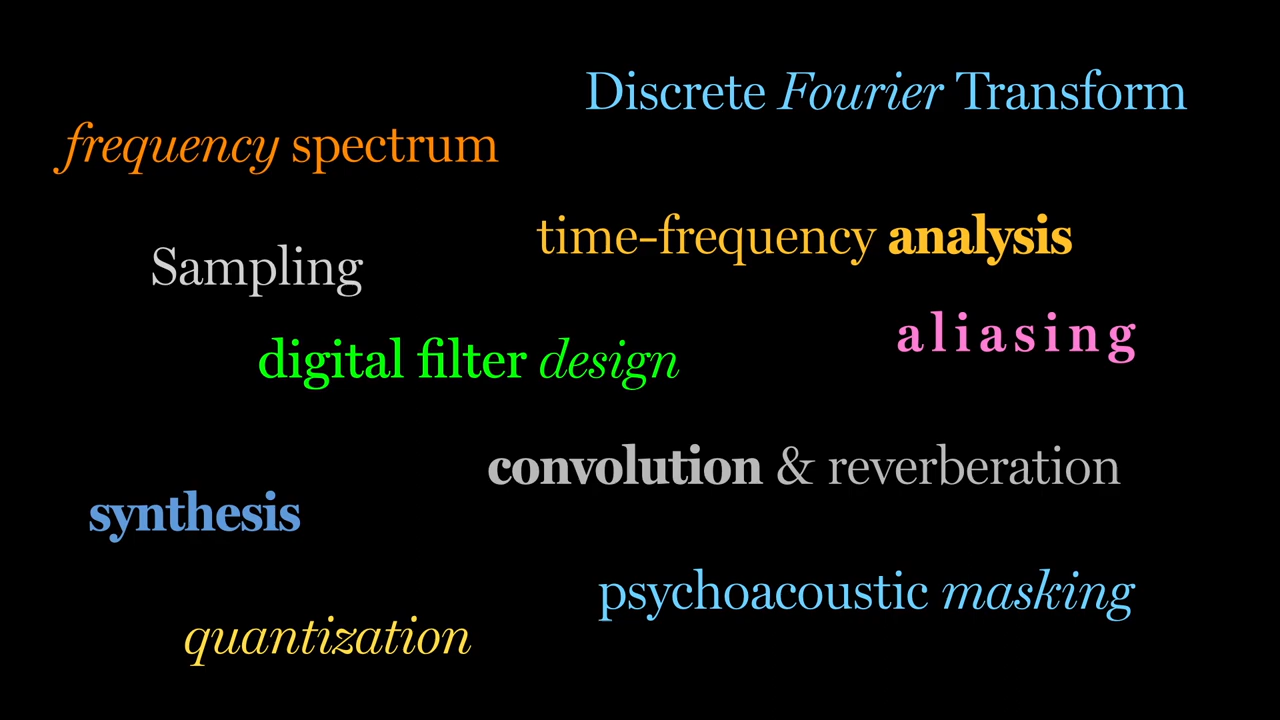 Discrete Fourier Transform
frequency spectrum
time-frequency analysis
Sampling
aliasing
digital filter design
convolution & reverberation
synthesis
psychoacoustic masking
quantization